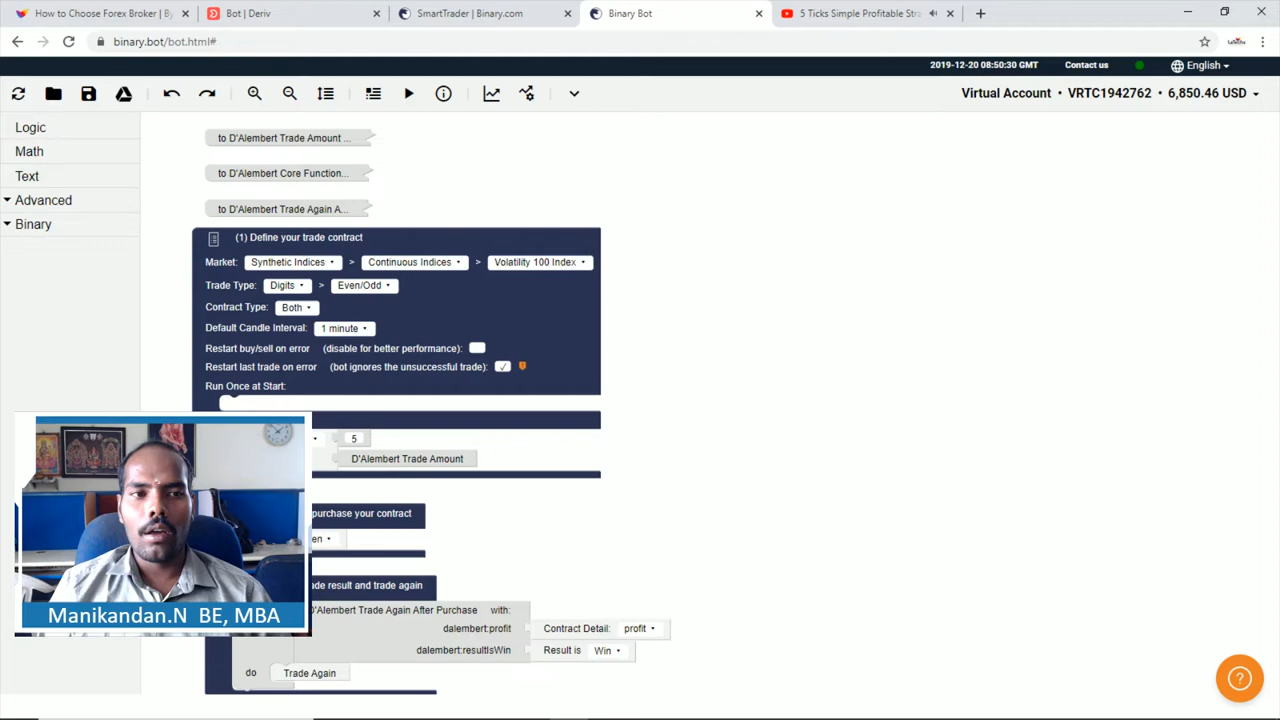 How to Choose Forex Broker | By
Bot | Deriv
SmartTrader | Binary.com
Binary Bot
5 Ticks Simple Profitable Stra
binary.bot/bot.html#
2019-12-20 08:50:30 GMT
Contact us
English
Virtual Account • VRTC1942762 • 6,850.46 USD
Logic
Math
Text
Advanced
Binary
to D'Alembert Trade Amount ...
to D'Alembert Core Function...
to D'Alembert Trade Again A...
(1) Define your trade contract
Market: Synthetic Indices > Continuous Indices > Volatility 100 Index
Trade Type: Digits > Even/Odd
Contract Type: Both
Default Candle Interval: 1 minute
Restart buy/sell on error (disable for better performance):
Restart last trade on error (bot ignores the unsuccessful trade): ✓
Run Once at Start:
5
D'Alembert Trade Amount
purchase your contract
en
ade result and trade again
D'Alembert Trade Again After Purchase with:
dalembert:profit Contract Detail: profit
dalembert:resultIsWin Result is Win
do Trade Again
Manikandan.N BE, MBA